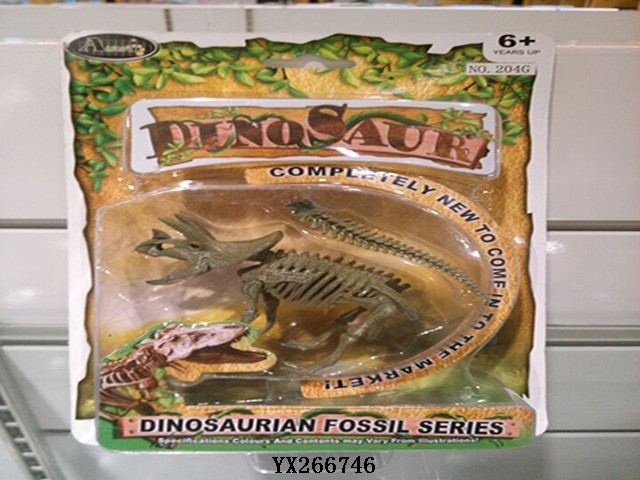 6+
YEARS UP
NO. 204G
DINOSAUR
COMPLETELY NEW TO COME IN TO THE MARKET!
DINOSAURIAN FOSSIL SERIES
Specifications Colours And Contents may Vary From Illustrations!
YX266746